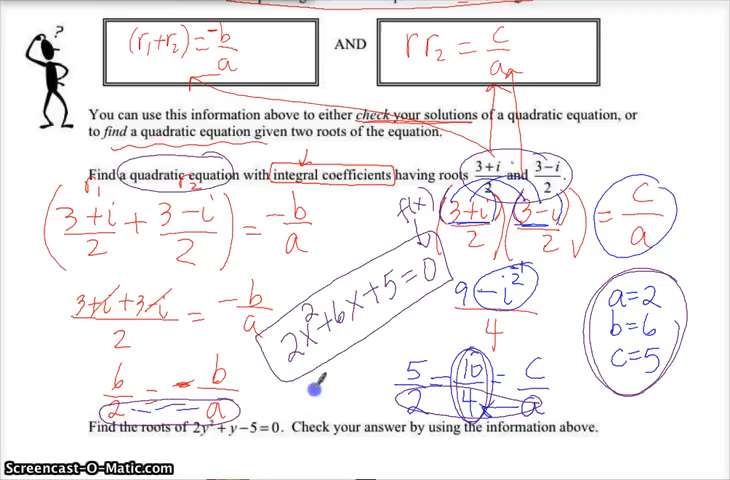 ?
(r₁+r₂) = -b/a
AND
r r₂ = c/a
You can use this information above to either check your solutions of a quadratic equation, or
to find a quadratic equation given two roots of the equation.
Find a quadratic equation with integral coefficients having roots (3+i)/2 and (3−i)/2.
r₁ r₂
((3+i)/2 + (3-i)/2) = -b/a
f(x)
((3+i)/2)((3-i)/2) = c/a
(3+i+3-i)/2 = -b/a
2x²+6x+5=0
(9-i²)/4
a=2
b=6
c=5
6/2 = -b/a
5/2 = 10/4 = c/a
Find the roots of 2y²+y−5=0. Check your answer by using the information above.
Screencast-O-Matic.com